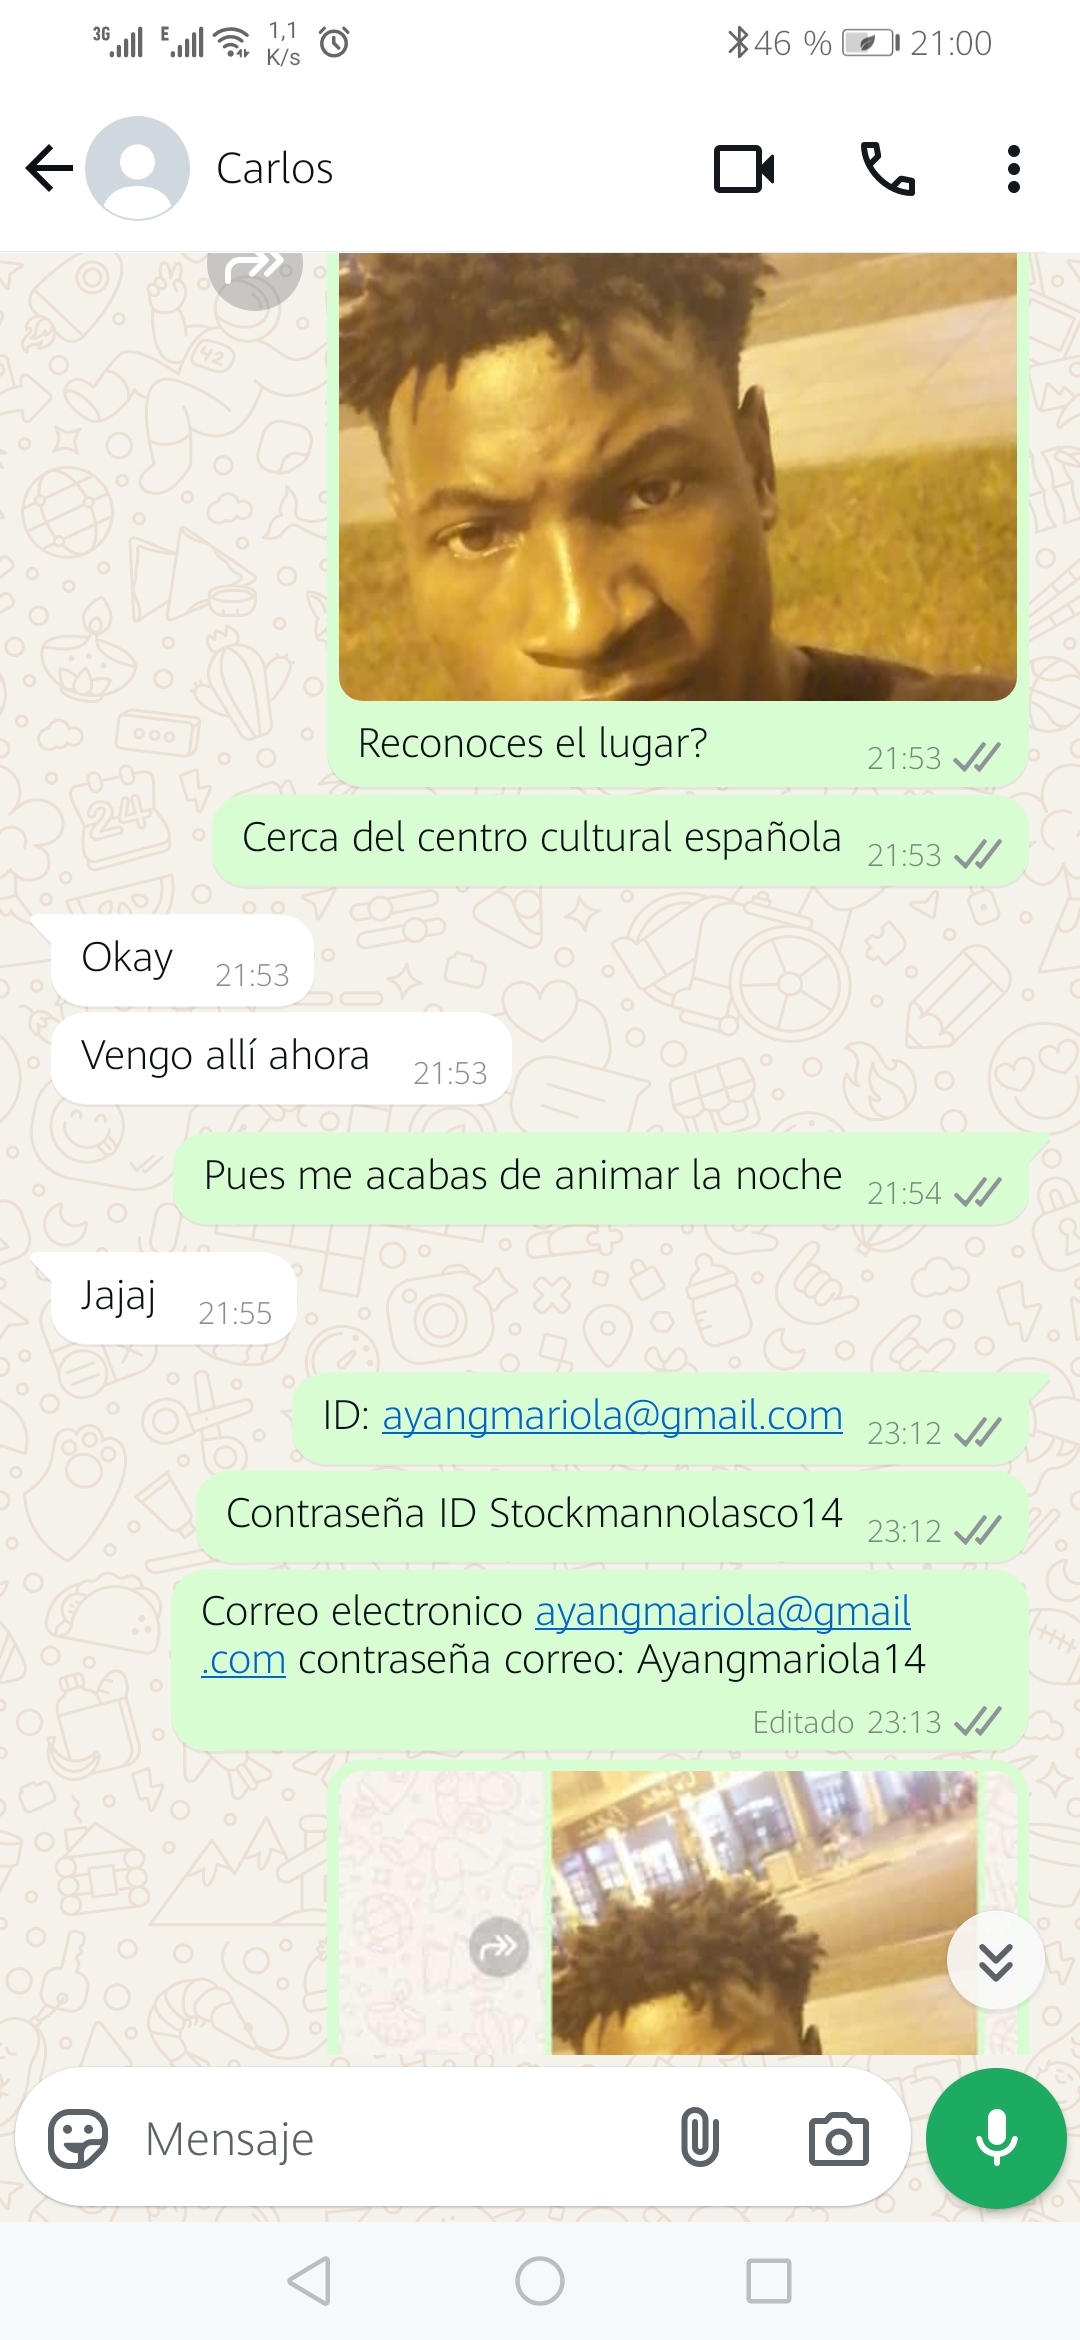 3G E 1,1 K/s 46 % 21:00
Carlos
Reconoces el lugar? 21:53
Cerca del centro cultural española 21:53
Okay 21:53
Vengo allí ahora 21:53
Pues me acabas de animar la noche 21:54
Jajaj 21:55
ID: ayangmariola@gmail.com 23:12
Contraseña ID Stockmannolasco14 23:12
Correo electronico ayangmariola@gmail
.com contraseña correo: Ayangmariola14
Editado 23:13
Mensaje